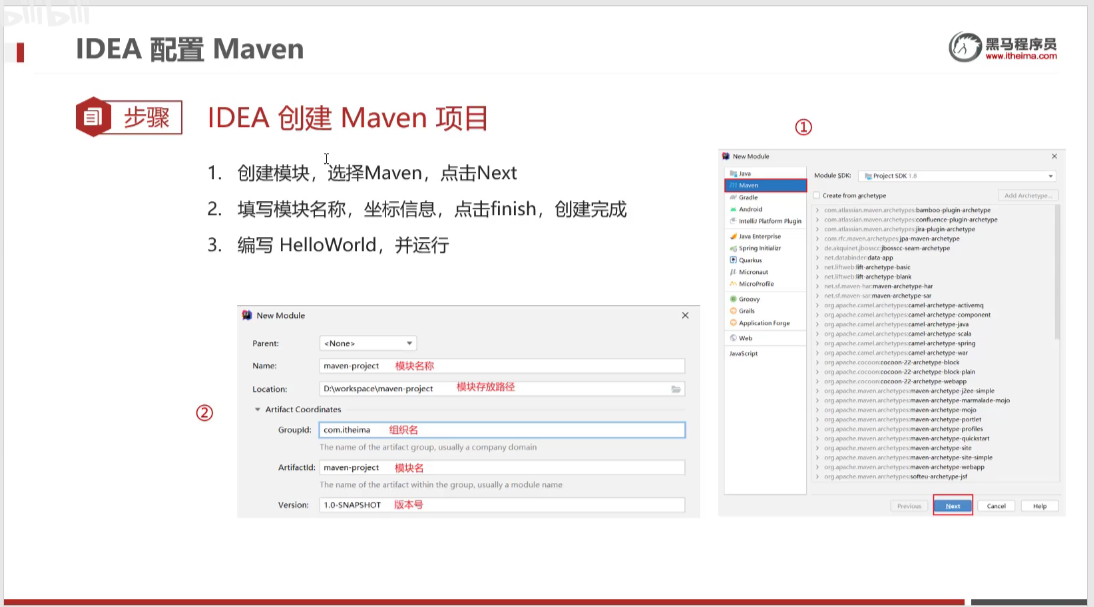 bilibili
IDEA 配置 Maven
黑马程序员
www.itheima.com
步骤
IDEA 创建 Maven 项目
1. 创建模块，选择Maven，点击Next
2. 填写模块名称，坐标信息，点击finish，创建完成
3. 编写 HelloWorld，并运行
①
New Module
Java
Maven
Gradle
Android
IntelliJ Platform Plugin
Java Enterprise
Spring Initializr
Quarkus
Micronaut
MicroProfile
Groovy
Grails
Application Forge
Web
JavaScript
Module SDK: Project SDK 1.8
Create from archetype
Add Archetype...
com.atlassian.maven.archetypes:bamboo-plugin-archetype
com.atlassian.maven.archetypes:confluence-plugin-archetype
com.atlassian.maven.archetypes:jira-plugin-archetype
com.rfc.maven.archetypes:jpa-maven-archetype
de.akquinet.jbosscc:jbosscc-seam-archetype
net.databinder:data-app
net.liftweb:lift-archetype-basic
net.liftweb:lift-archetype-blank
net.sf.maven-har:maven-archetype-har
net.sf.maven-sar:maven-archetype-sar
org.apache.camel.archetypes:camel-archetype-activemq
org.apache.camel.archetypes:camel-archetype-component
org.apache.camel.archetypes:camel-archetype-java
org.apache.camel.archetypes:camel-archetype-scala
org.apache.camel.archetypes:camel-archetype-spring
org.apache.camel.archetypes:camel-archetype-war
org.apache.cocoon:cocoon-22-archetype-block
org.apache.cocoon:cocoon-22-archetype-block-plain
org.apache.cocoon:cocoon-22-archetype-webapp
org.apache.maven.archetypes:maven-archetype-j2ee-simple
org.apache.maven.archetypes:maven-archetype-marmalade-mojo
org.apache.maven.archetypes:maven-archetype-mojo
org.apache.maven.archetypes:maven-archetype-portlet
org.apache.maven.archetypes:maven-archetype-profiles
org.apache.maven.archetypes:maven-archetype-quickstart
org.apache.maven.archetypes:maven-archetype-site
org.apache.maven.archetypes:maven-archetype-site-simple
org.apache.maven.archetypes:maven-archetype-webapp
org.apache.maven.archetypes:softeu-archetype-jsf
Previous
Next
Cancel
Help
②
New Module
Parent: <None>
Name: maven-project 模块名称
Location: D:\workspace\maven-project 模块存放路径
Artifact Coordinates
GroupId: com.itheima 组织名
The name of the artifact group, usually a company domain
ArtifactId: maven-project 模块名
The name of the artifact within the group, usually a module name
Version: 1.0-SNAPSHOT 版本号